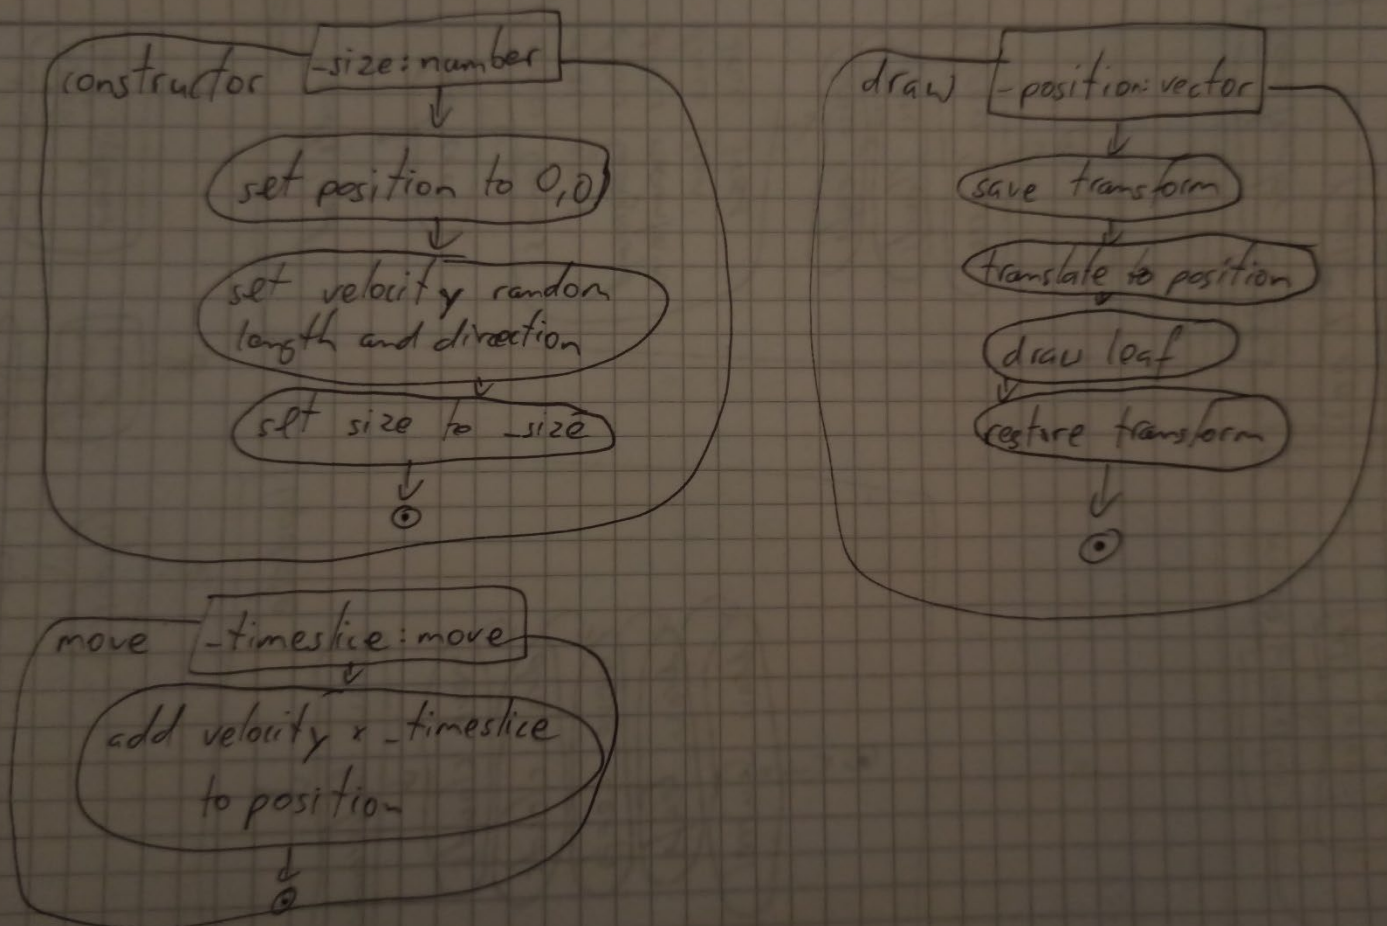 constructor
_size: number
set position to 0,0
set velocity random
length and direction
set size to _size
draw
-position: vector
save transform
translate to position
draw leaf
restore transform
move
_timeslice: move
add velocity x _timeslice
to position